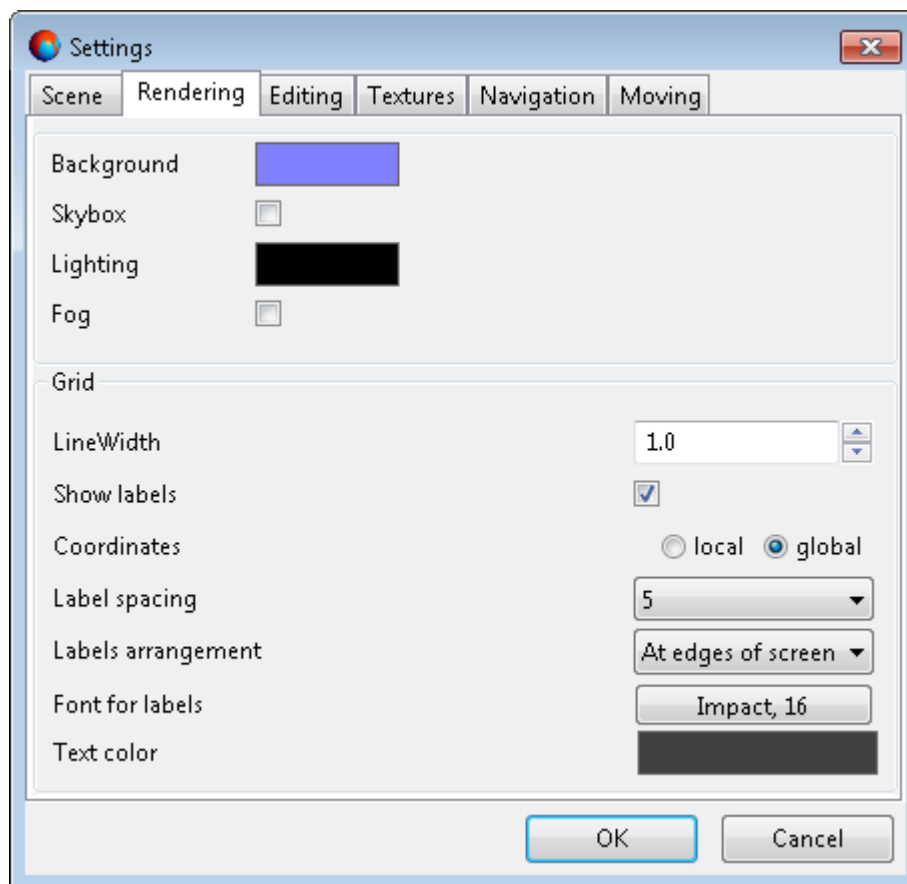 Settings
Scene Rendering Editing Textures Navigation Moving
Background
Skybox
Lighting
Fog
Grid
LineWidth 1.0
Show labels
Coordinates local global
Label spacing 5
Labels arrangement At edges of screen
Font for labels Impact, 16
Text color
OK Cancel